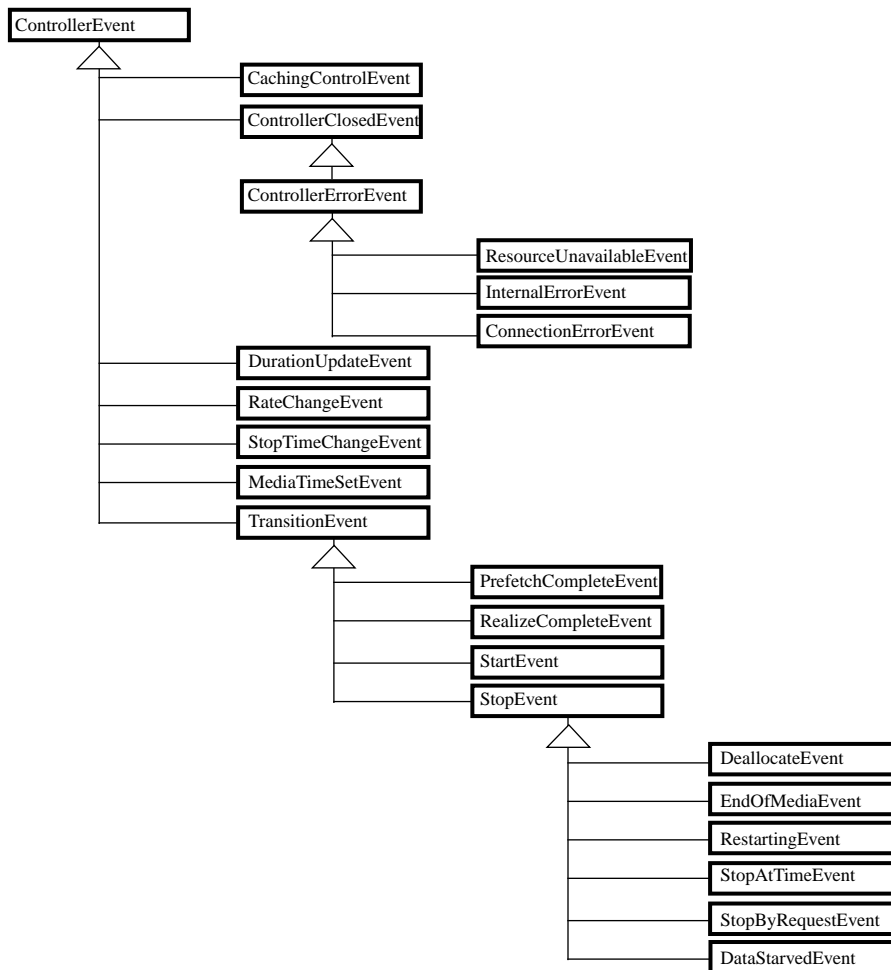 ControllerEvent
CachingControlEvent
ControllerClosedEvent
ControllerErrorEvent
ResourceUnavailableEvent
InternalErrorEvent
ConnectionErrorEvent
DurationUpdateEvent
RateChangeEvent
StopTimeChangeEvent
MediaTimeSetEvent
TransitionEvent
PrefetchCompleteEvent
RealizeCompleteEvent
StartEvent
StopEvent
DeallocateEvent
EndOfMediaEvent
RestartingEvent
StopAtTimeEvent
StopByRequestEvent
DataStarvedEvent